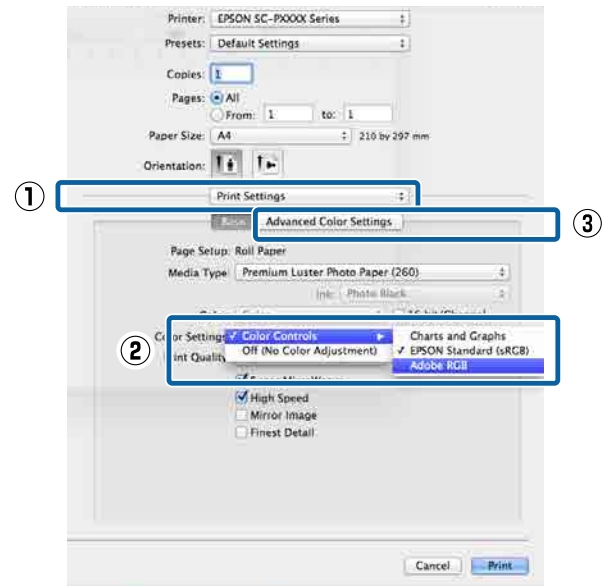 Printer: EPSON SC-PXXXX Series
Presets: Default Settings
Copies: 1
Pages: All
From: 1 to: 1
Paper Size: A4 210 by 297 mm
Orientation:
1 Print Settings
Basic Advanced Color Settings 3
Page Setup: Roll Paper
Media Type Premium Luster Photo Paper (260)
Ink: Photo Black
16 bit/Channel
2 Color Settings ✓ Color Controls Charts and Graphs
Print Quality Off (No Color Adjustment) ✓ EPSON Standard (sRGB)
Adobe RGB
High Speed
Mirror Image
Finest Detail
Cancel Print